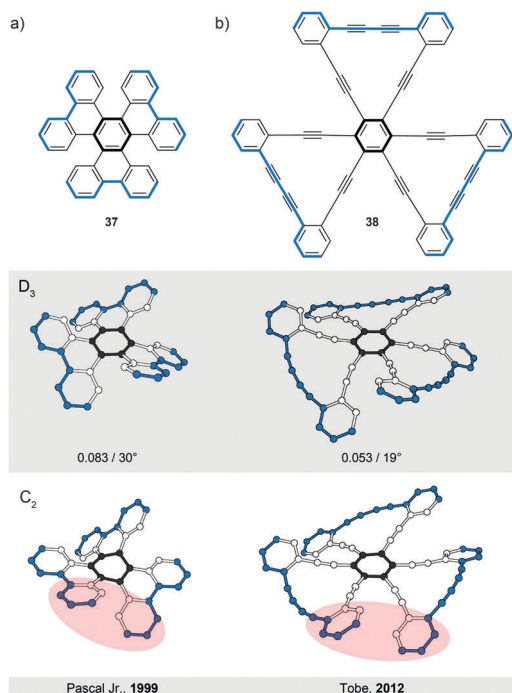 a)
b)
37
38
D3
0.083 / 30°
0.053 / 19°
C2
Pascal Jr., 1999
Tobe, 2012